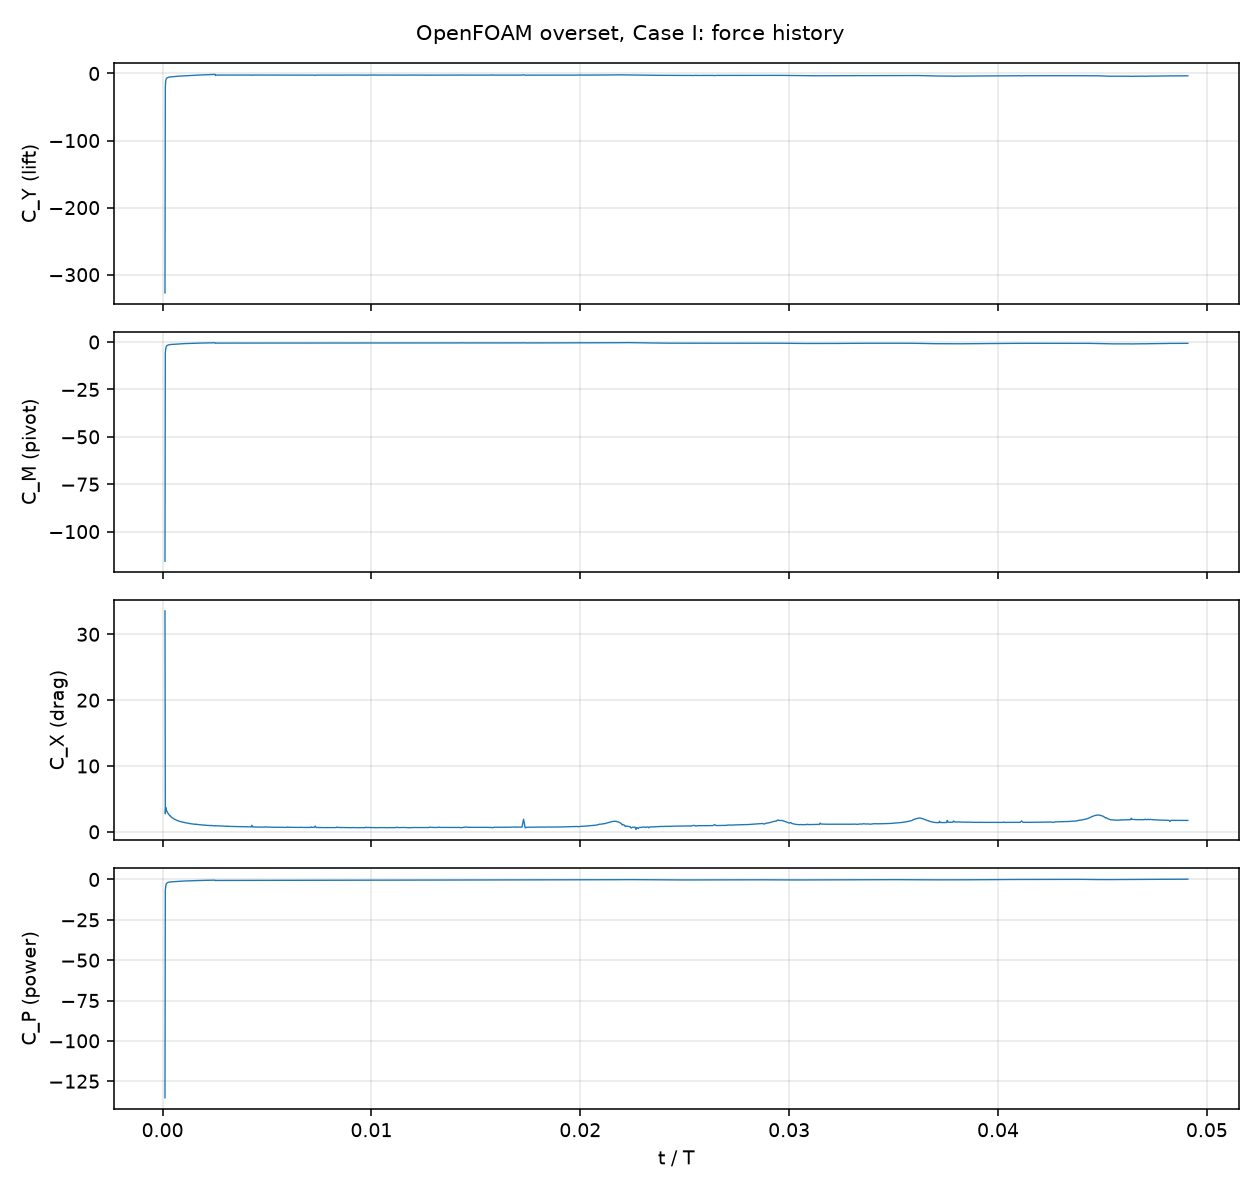 OpenFOAM overset, Case I: force history
C_Y (lift)
0
−100
−200
−300
C_M (pivot)
0
−25
−50
−75
−100
C_X (drag)
30
20
10
0
C_P (power)
0
−25
−50
−75
−100
−125
0.00 0.01 0.02 0.03 0.04 0.05
t / T